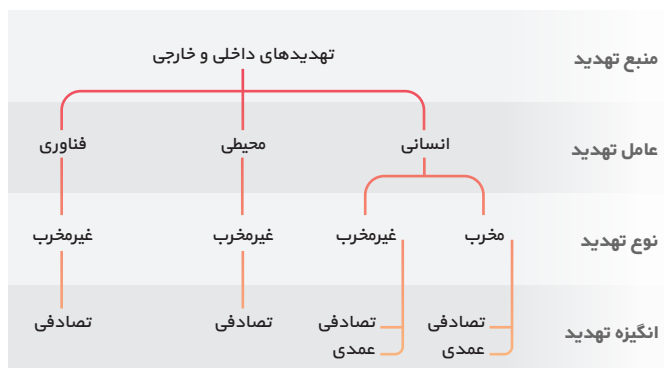 منبع تهدید
تهدیدهای داخلی و خارجی
عامل تهدید
انسانی
محیطی
فناوری
نوع تهدید
مخرب
غیرمخرب
غیرمخرب
غیرمخرب
انگیزه تهدید
تصادفی
عمدی
تصادفی
عمدی
تصادفی
تصادفی